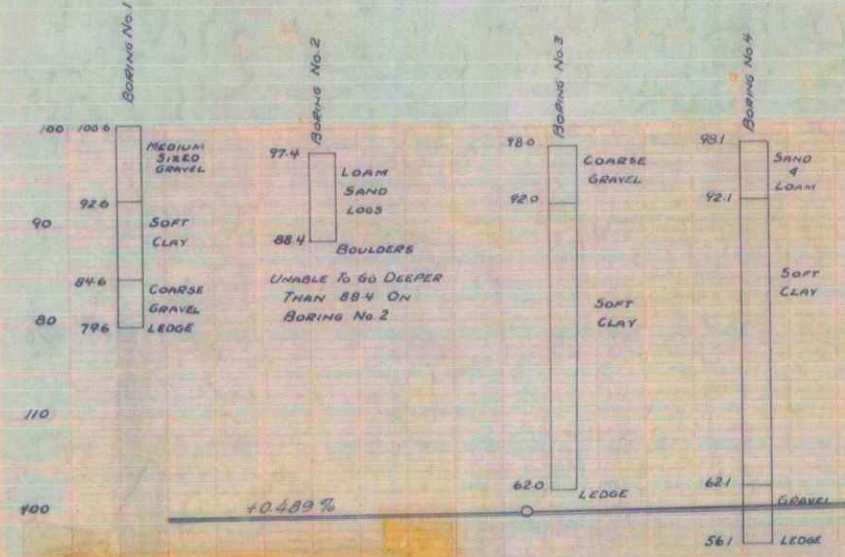 BORING No.1
BORING No.2
BORING No.3
BORING No.4
100
90
80
110
100
100.6
MEDIUM
SIZED
GRAVEL
92.6
SOFT
CLAY
84.6
COARSE
GRAVEL
79.6
LEDGE
97.4
LOAM
SAND
LOGS
88.4
BOULDERS
UNABLE TO GO DEEPER
THAN 88.4 ON
BORING No.2
98.0
COARSE
GRAVEL
92.0
SOFT
CLAY
62.0
LEDGE
98.1
SAND
&
LOAM
92.1
SOFT
CLAY
62.1
GRAVEL
56.1
LEDGE
+0.489 %